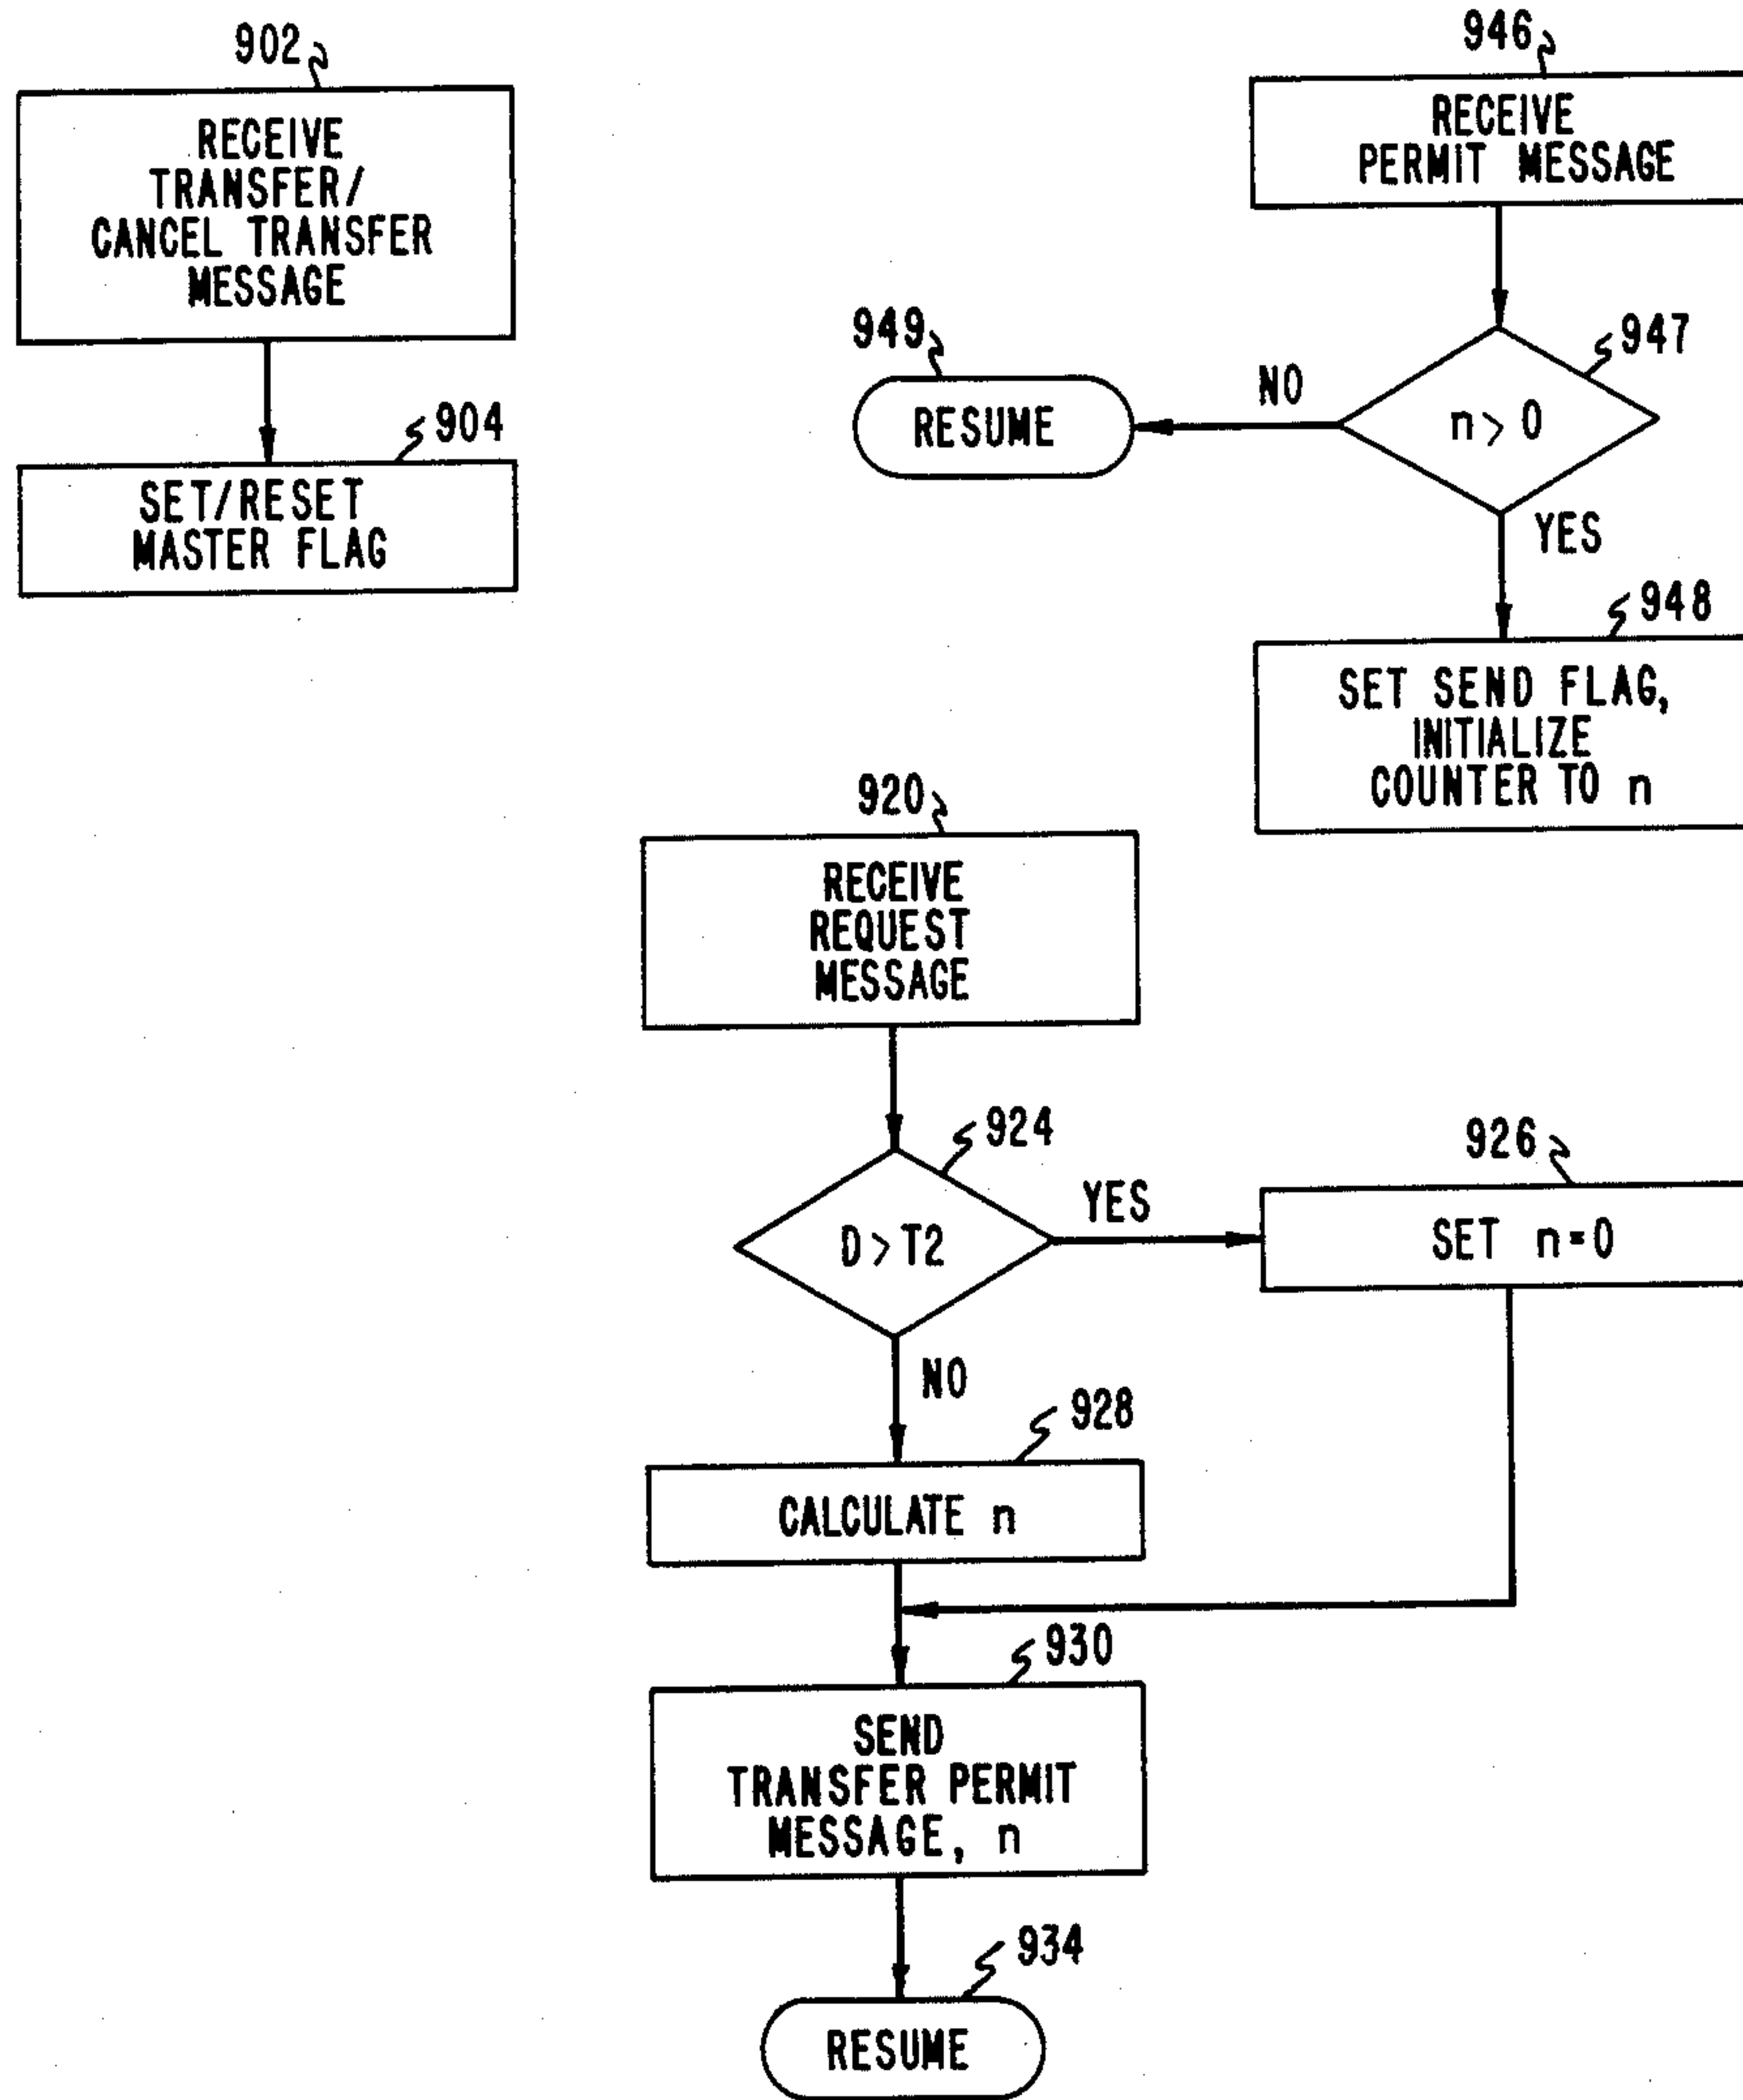 902
RECEIVE
TRANSFER/
CANCEL TRANSFER
MESSAGE
904
SET/RESET
MASTER FLAG
946
RECEIVE
PERMIT MESSAGE
947
n > 0
NO
949
RESUME
YES
948
SET SEND FLAG,
INITIALIZE
COUNTER TO n
920
RECEIVE
REQUEST
MESSAGE
924
D > T2
YES
926
SET n=0
NO
928
CALCULATE n
930
SEND
TRANSFER PERMIT
MESSAGE, n
934
RESUME